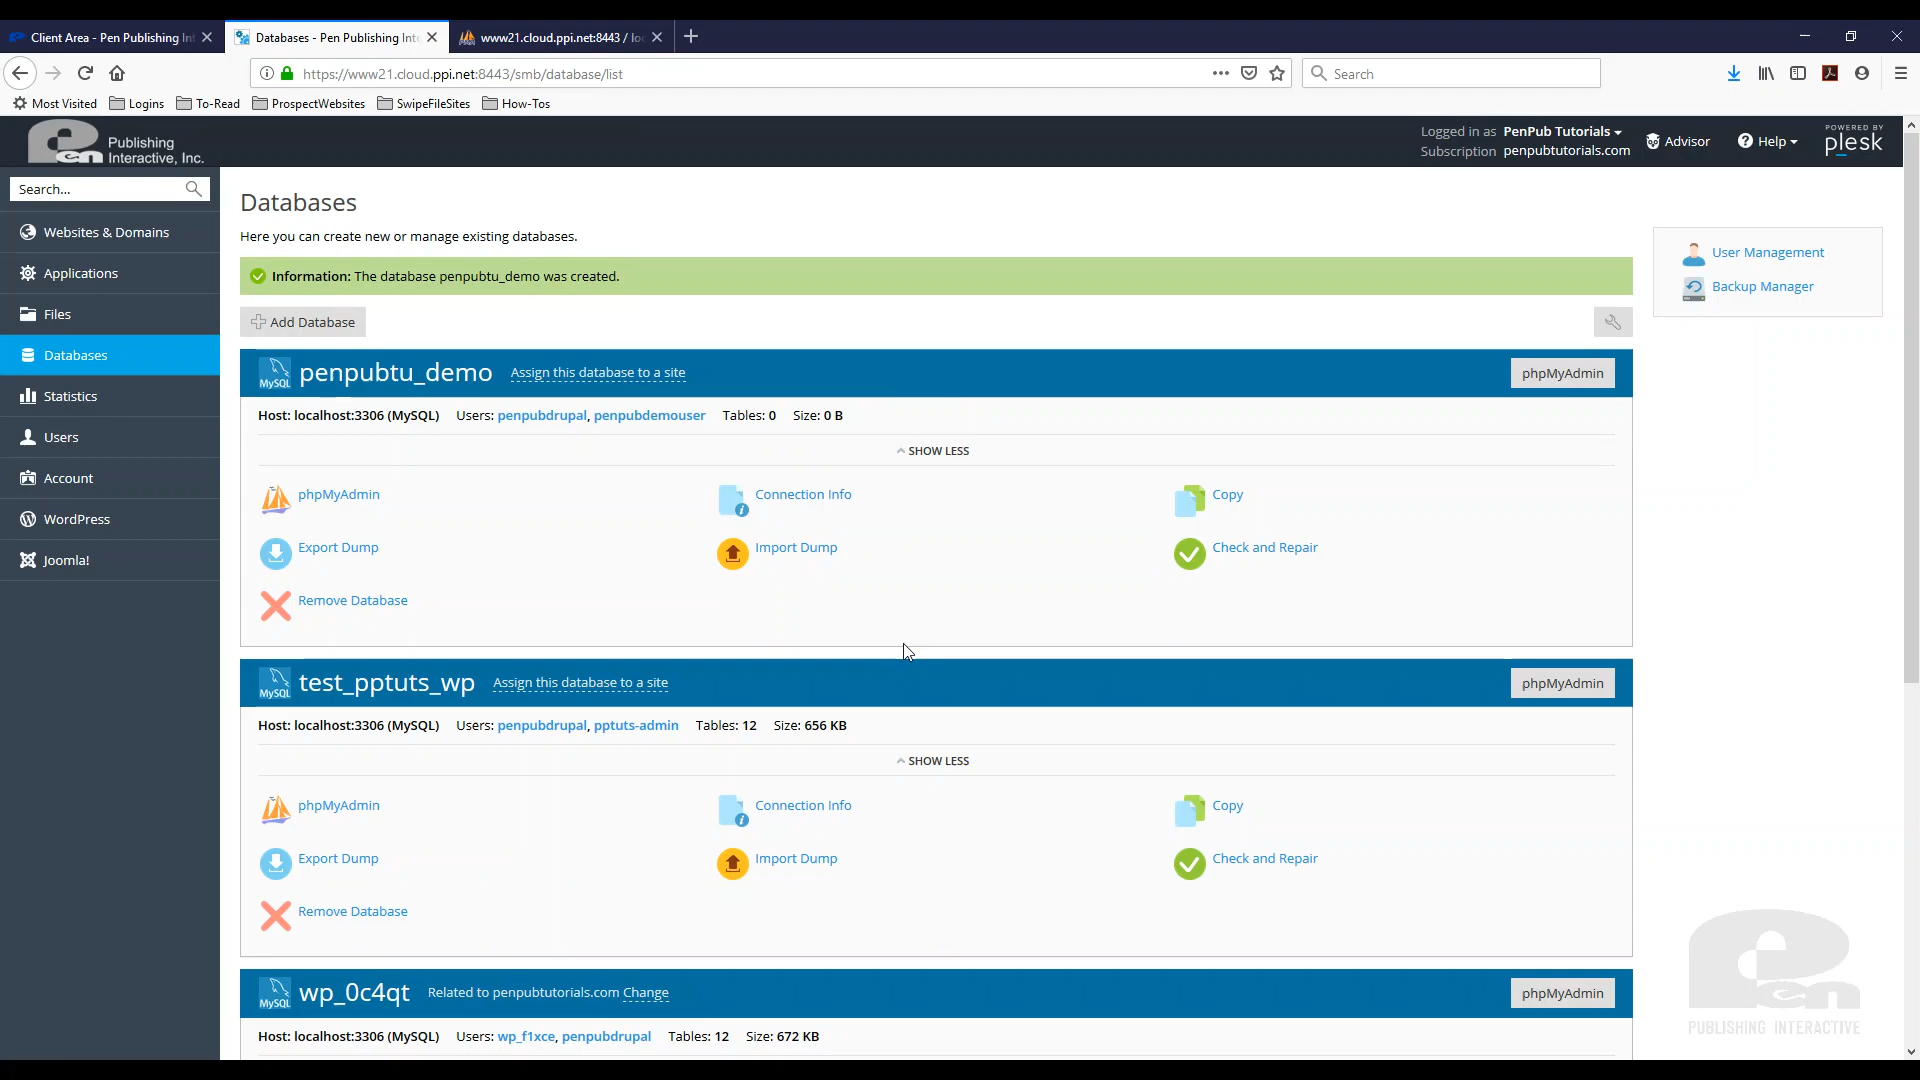 Client Area - Pen Publishing Int
Databases - Pen Publishing Inte
www21.cloud.ppi.net:8443 / lo
https://www21.cloud.ppi.net:8443/smb/database/list
Search
Most Visited
Logins
To-Read
ProspectWebsites
SwipeFileSites
How-Tos
en Publishing
Interactive, Inc.
Logged in as PenPub Tutorials
Subscription penpubtutorials.com
Advisor
Help
POWERED BY
plesk
Search...
Websites & Domains
Applications
Files
Databases
Statistics
Users
Account
WordPress
Joomla!
Databases
Here you can create new or manage existing databases.
Information: The database penpubtu_demo was created.
Add Database
User Management
Backup Manager
MySQL penpubtu_demo Assign this database to a site phpMyAdmin
Host: localhost:3306 (MySQL) Users: penpubdrupal, penpubdemouser Tables: 0 Size: 0 B
SHOW LESS
phpMyAdmin Connection Info Copy
Export Dump Import Dump Check and Repair
Remove Database
MySQL test_pptuts_wp Assign this database to a site phpMyAdmin
Host: localhost:3306 (MySQL) Users: penpubdrupal, pptuts-admin Tables: 12 Size: 656 KB
SHOW LESS
phpMyAdmin Connection Info Copy
Export Dump Import Dump Check and Repair
Remove Database
MySQL wp_0c4qt Related to penpubtutorials.com Change phpMyAdmin
Host: localhost:3306 (MySQL) Users: wp_f1xce, penpubdrupal Tables: 12 Size: 672 KB
en
PUBLISHING INTERACTIVE